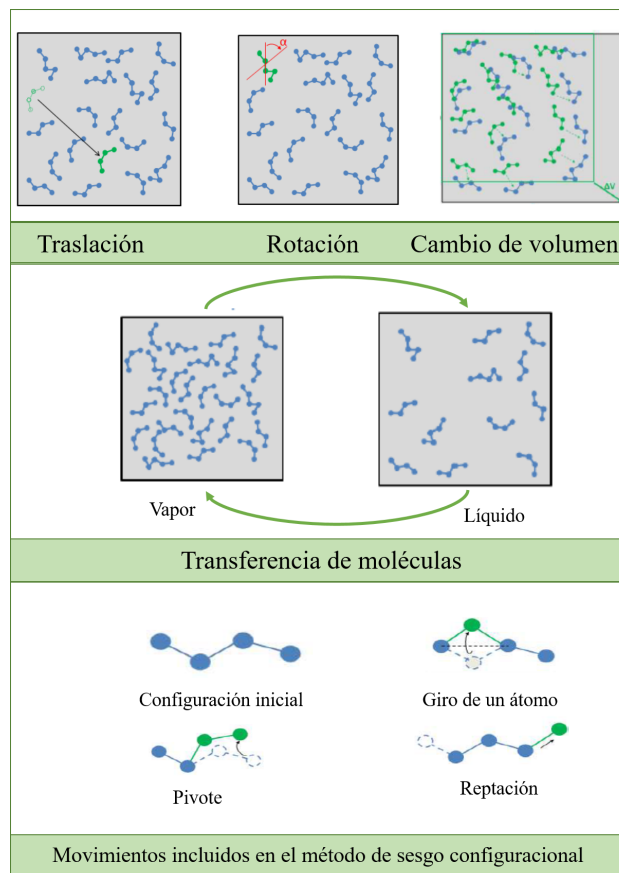 α
ΔV
Traslación
Rotación
Cambio de volumen
Vapor
Líquido
Transferencia de moléculas
Configuración inicial
Giro de un átomo
Pivote
Reptación
Movimientos incluidos en el método de sesgo configuracional